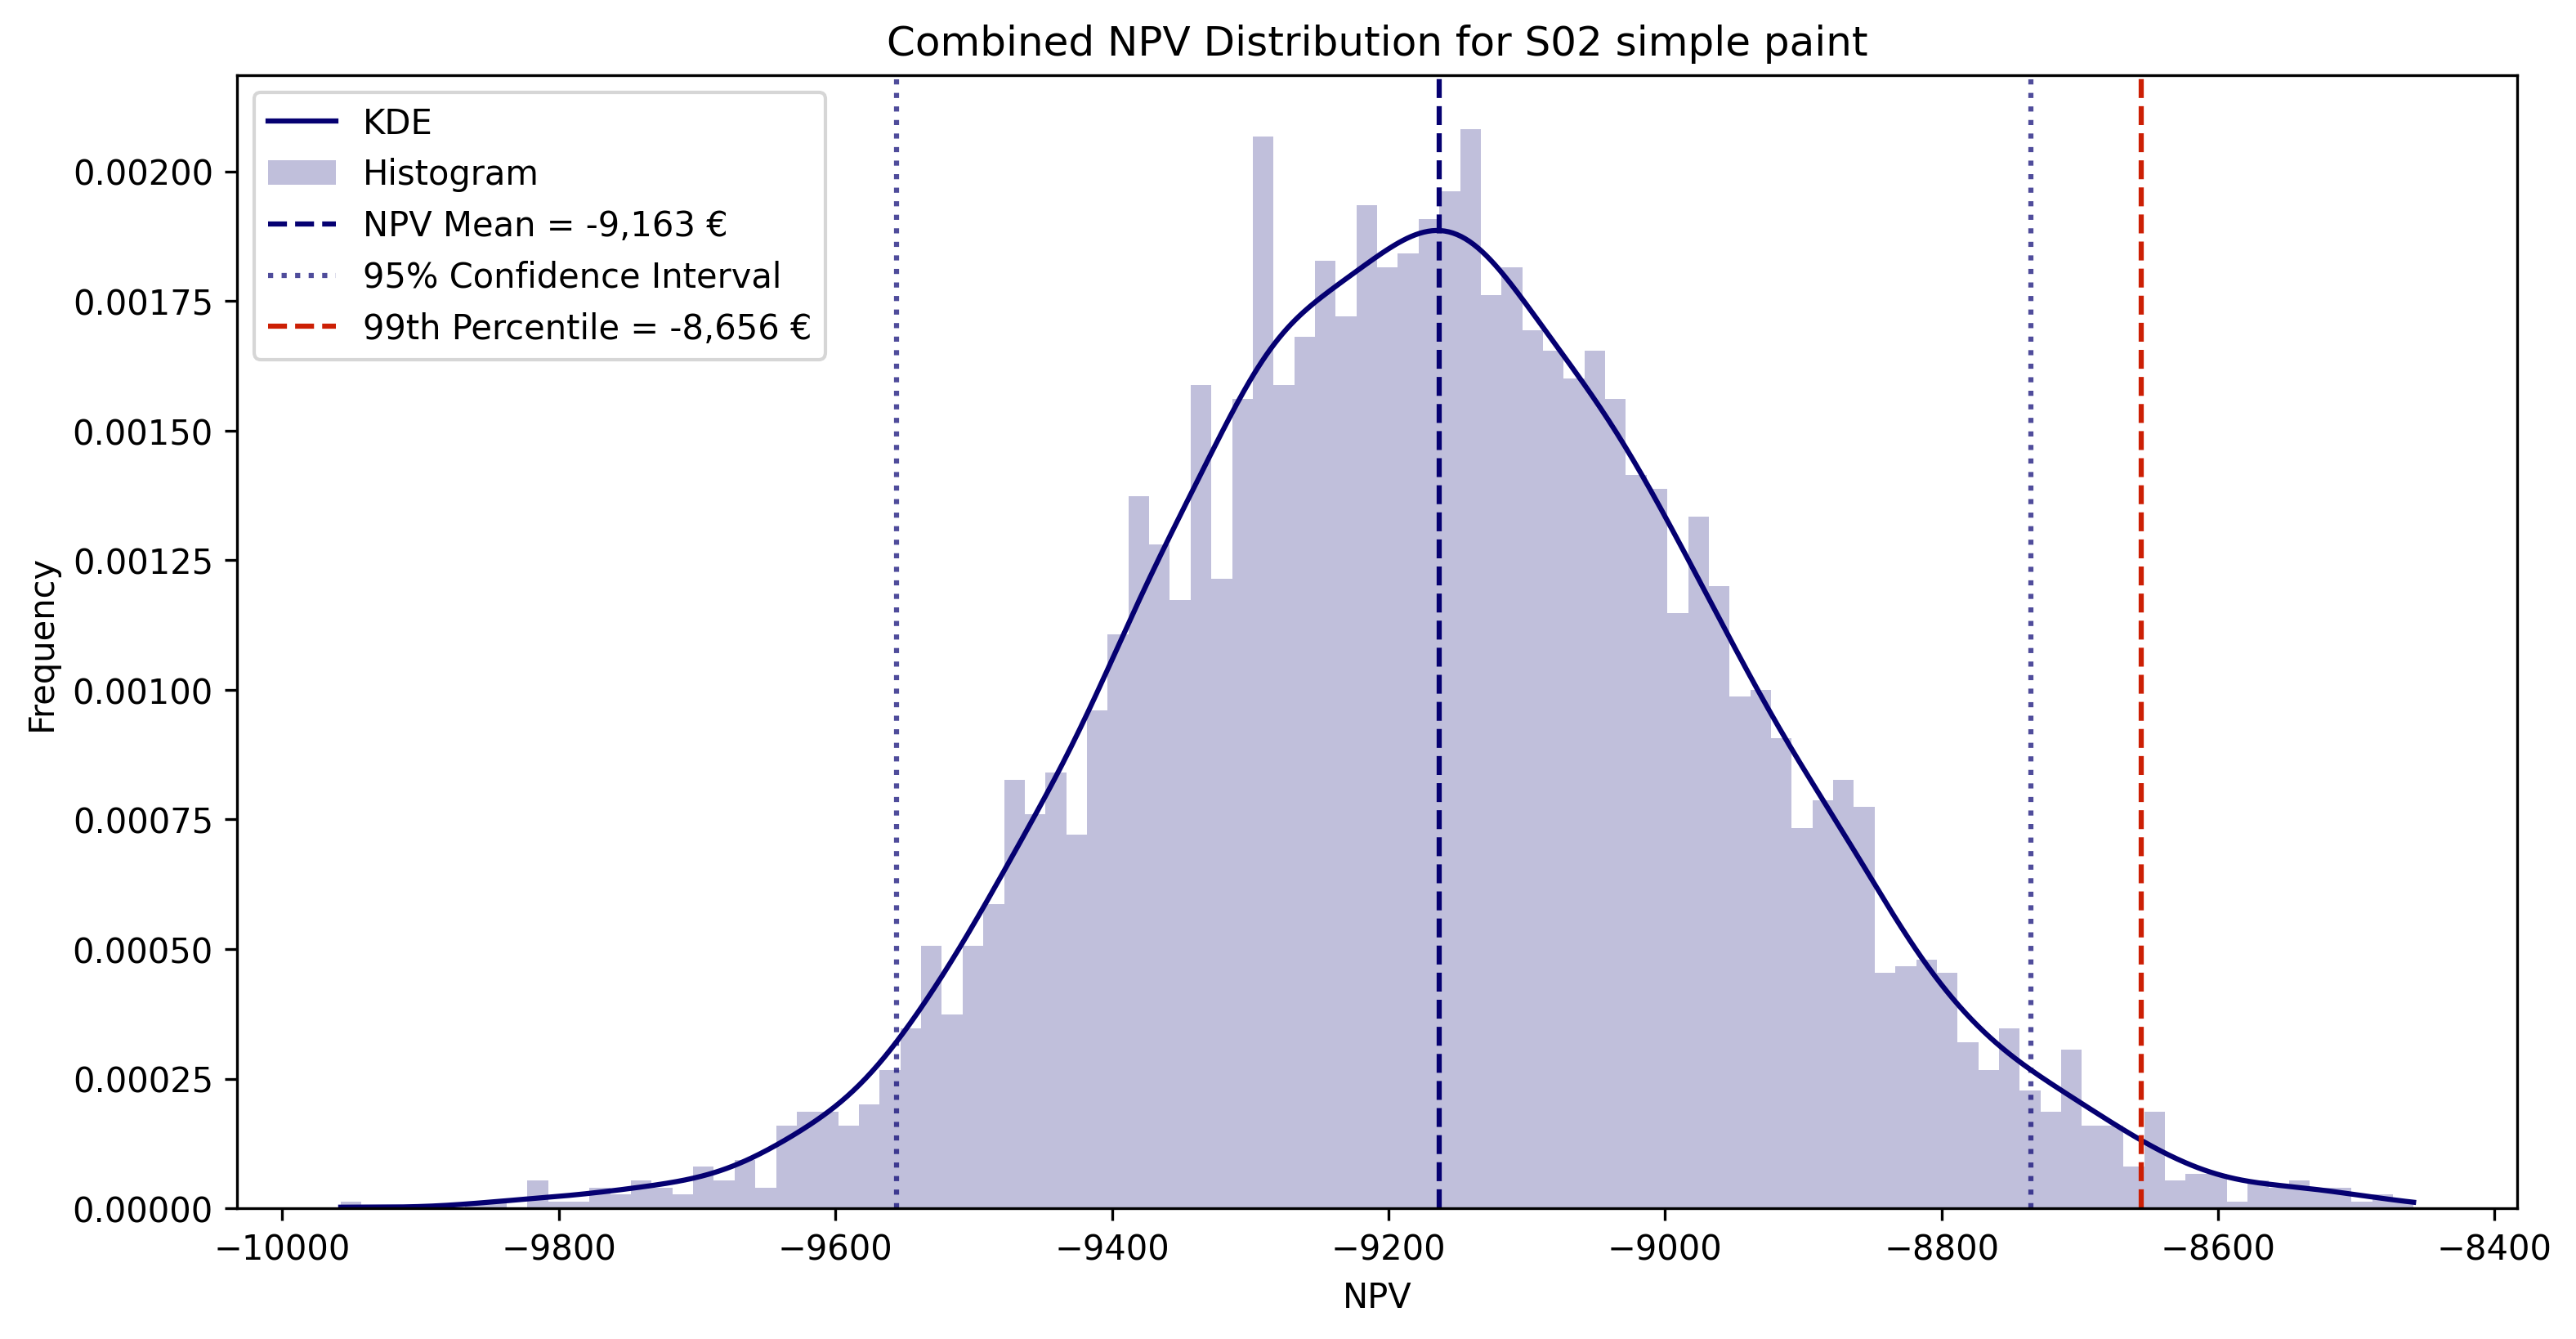 Combined NPV Distribution for S02 simple paint
KDE
Histogram
NPV Mean = -9,163 €
95% Confidence Interval
99th Percentile = -8,656 €
Frequency
0.00200
0.00175
0.00150
0.00125
0.00100
0.00075
0.00050
0.00025
0.00000
−10000 −9800 −9600 −9400 −9200 −9000 −8800 −8600 −8400
NPV